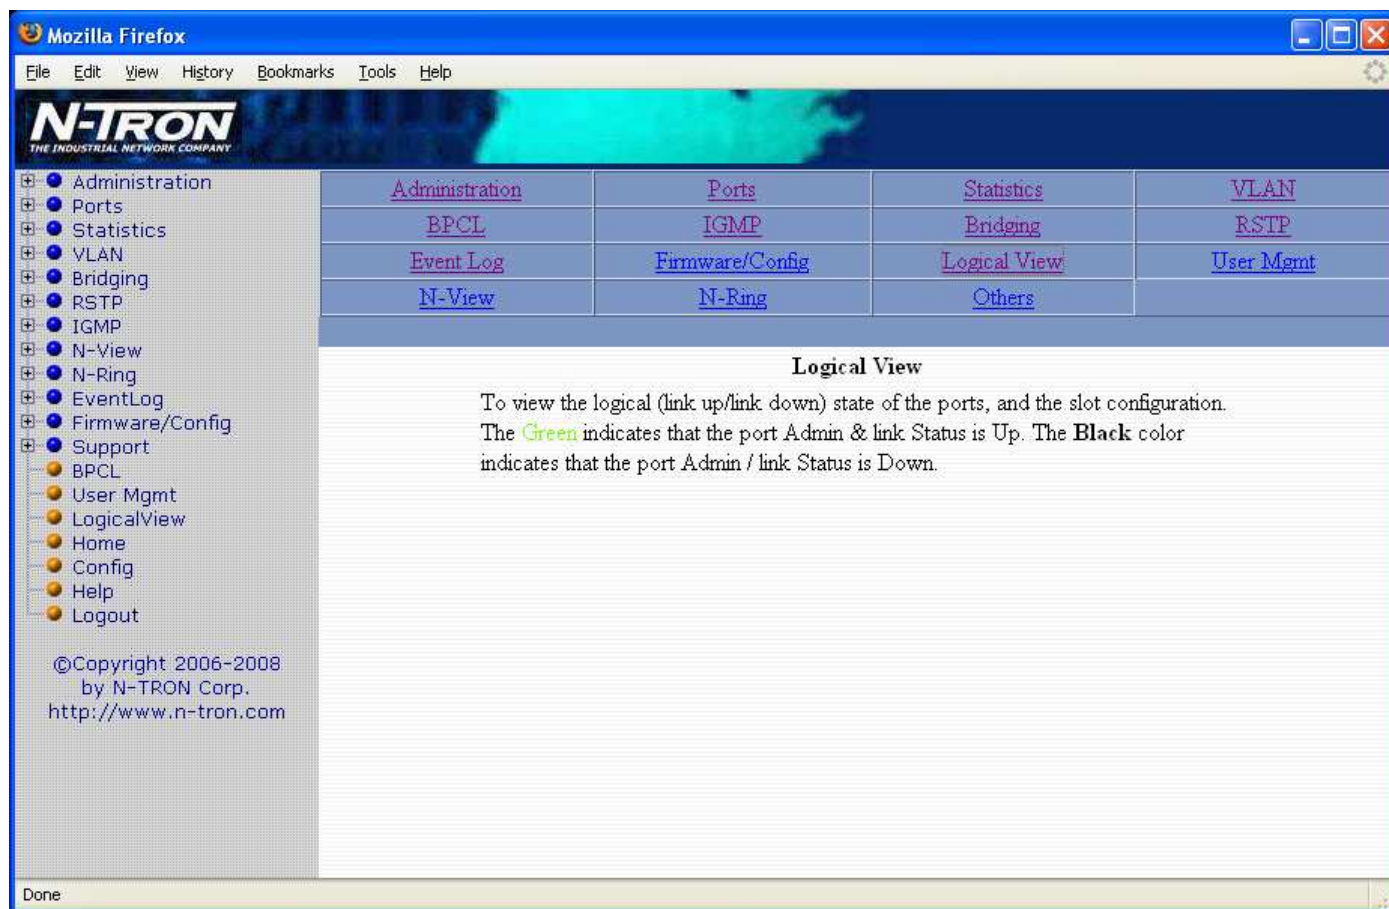 Mozilla Firefox
File Edit View History Bookmarks Tools Help
N-TRON
THE INDUSTRIAL NETWORK COMPANY
Administration
Ports
Statistics
VLAN
Bridging
RSTP
IGMP
N-View
N-Ring
EventLog
Firmware/Config
Support
BPCL
User Mgmt
LogicalView
Home
Config
Help
Logout
©Copyright 2006-2008
by N-TRON Corp.
http://www.n-tron.com
Administration Ports Statistics VLAN
BPCL IGMP Bridging RSTP
Event Log Firmware/Config Logical View User Mgmt
N-View N-Ring Others
Logical View
To view the logical (link up/link down) state of the ports, and the slot configuration.
The Green indicates that the port Admin & link Status is Up. The Black color
indicates that the port Admin / link Status is Down.
Done